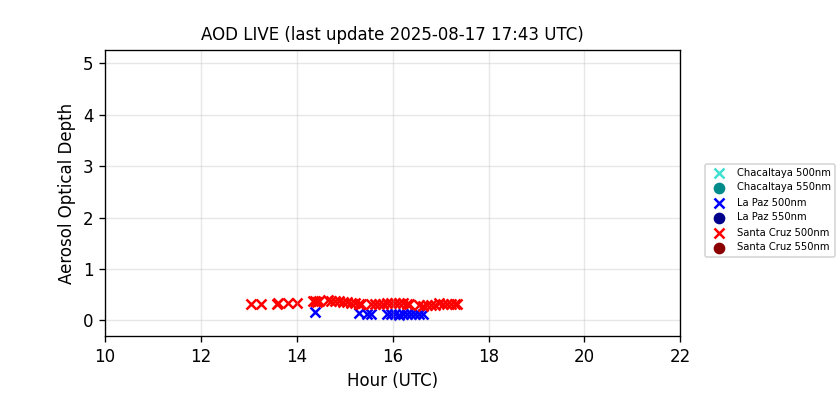 AOD LIVE (last update 2025-08-17 17:43 UTC)
5
4
3
2
1
0
Aerosol Optical Depth
10 12 14 16 18 20 22
Hour (UTC)
Chacaltaya 500nm
Chacaltaya 550nm
La Paz 500nm
La Paz 550nm
Santa Cruz 500nm
Santa Cruz 550nm